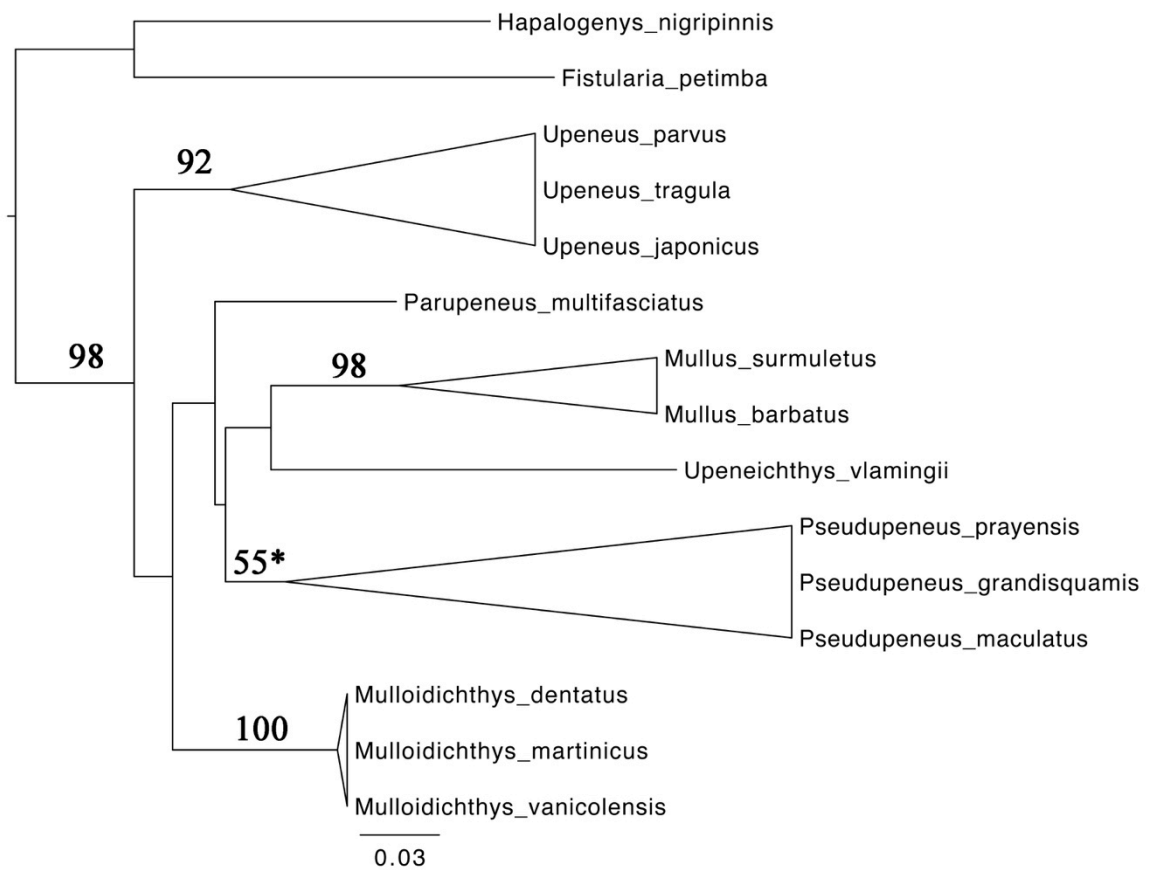 Hapalogenys_nigripinnis
Fistularia_petimba
Upeneus_parvus
92
Upeneus_tragula
Upeneus_japonicus
Parupeneus_multifasciatus
98
Mullus_surmuletus
98
Mullus_barbatus
Upeneichthys_vlamingii
Pseudupeneus_prayensis
55*
Pseudupeneus_grandisquamis
Pseudupeneus_maculatus
Mulloidichthys_dentatus
100
Mulloidichthys_martinicus
Mulloidichthys_vanicolensis
0.03